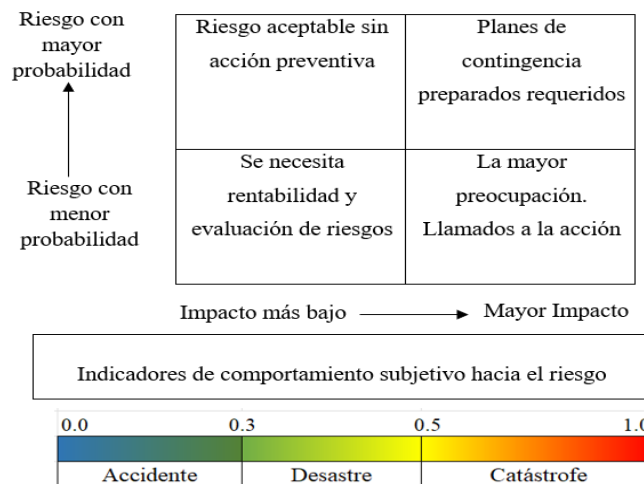 Riesgo con
mayor
probabilidad
Riesgo aceptable sin
acción preventiva
Planes de
contingencia
preparados requeridos
Riesgo con
menor
probabilidad
Se necesita
rentabilidad y
evaluación de riesgos
La mayor
preocupación.
Llamados a la acción
Impacto más bajo
Mayor Impacto
Indicadores de comportamiento subjetivo hacia el riesgo
0.0 0.3 0.5 1.0
Accidente Desastre Catástrofe